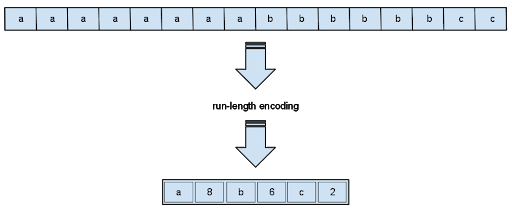 a a a a a a a a b b b b b b c c
run-length encoding
a 8 b 6 c 2